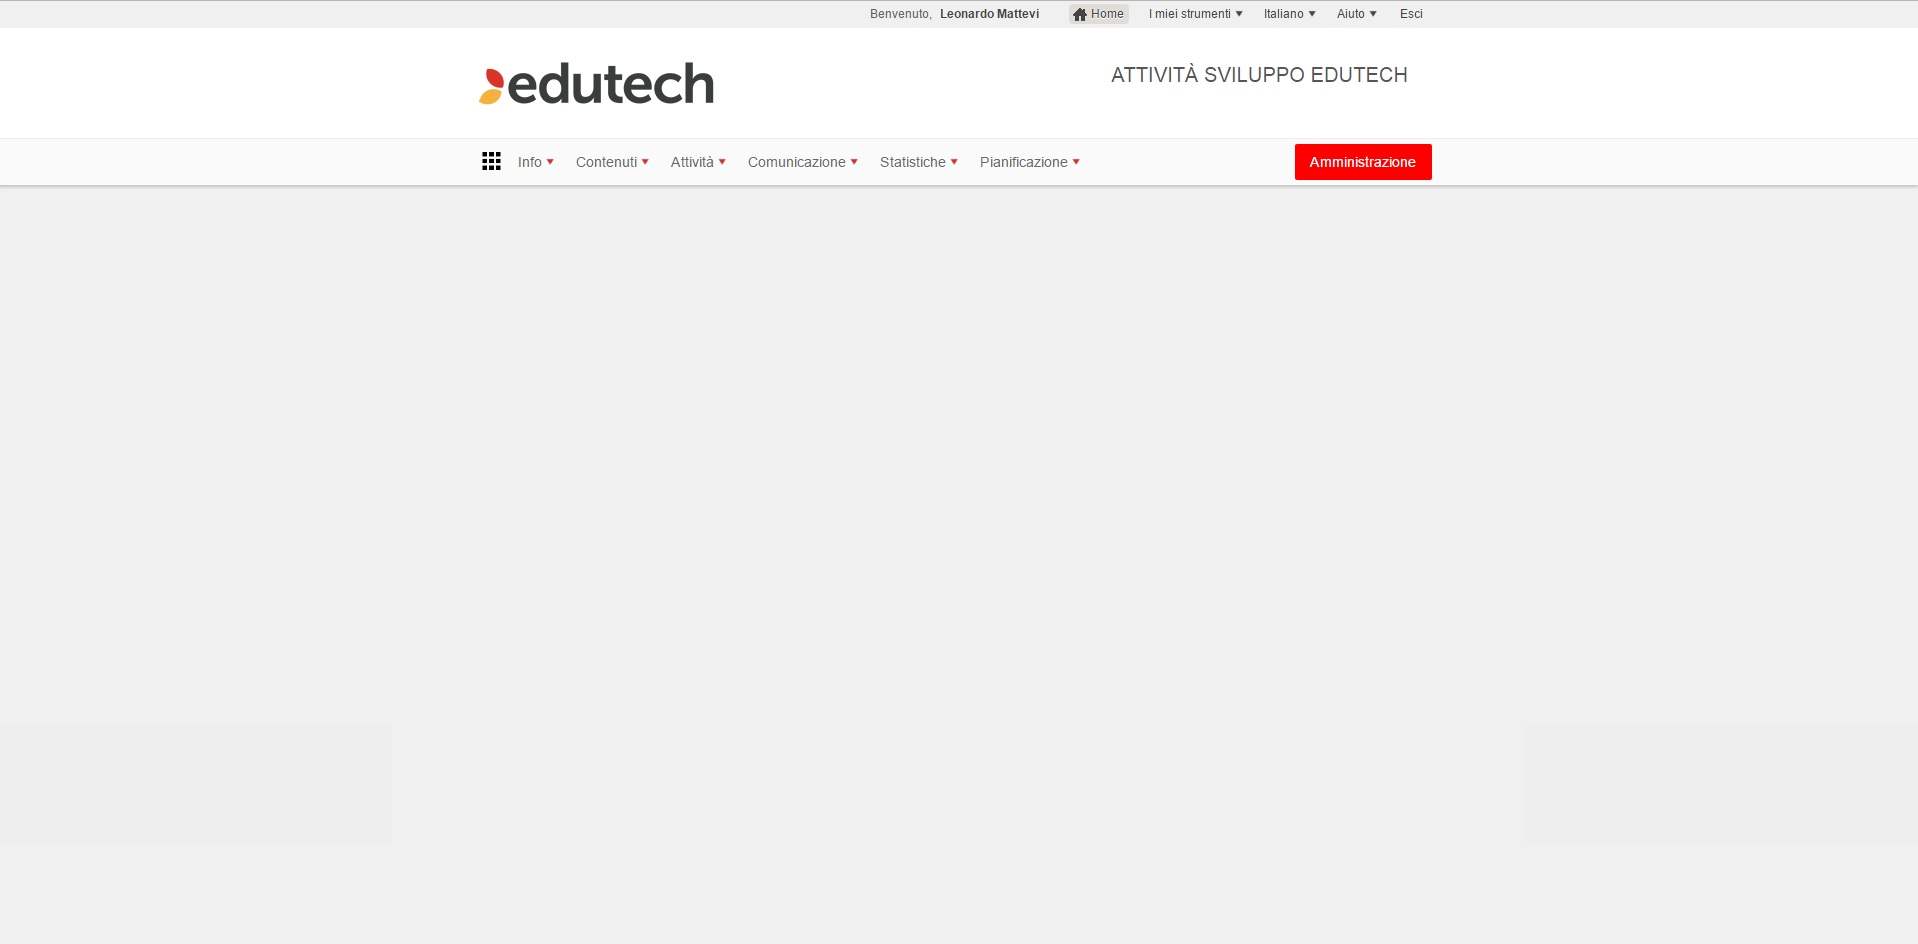 Benvenuto, Leonardo Mattevi Home I miei strumenti Italiano Aiuto Esci
edutech
ATTIVITÀ SVILUPPO EDUTECH
Info Contenuti Attività Comunicazione Statistiche Pianificazione Amministrazione